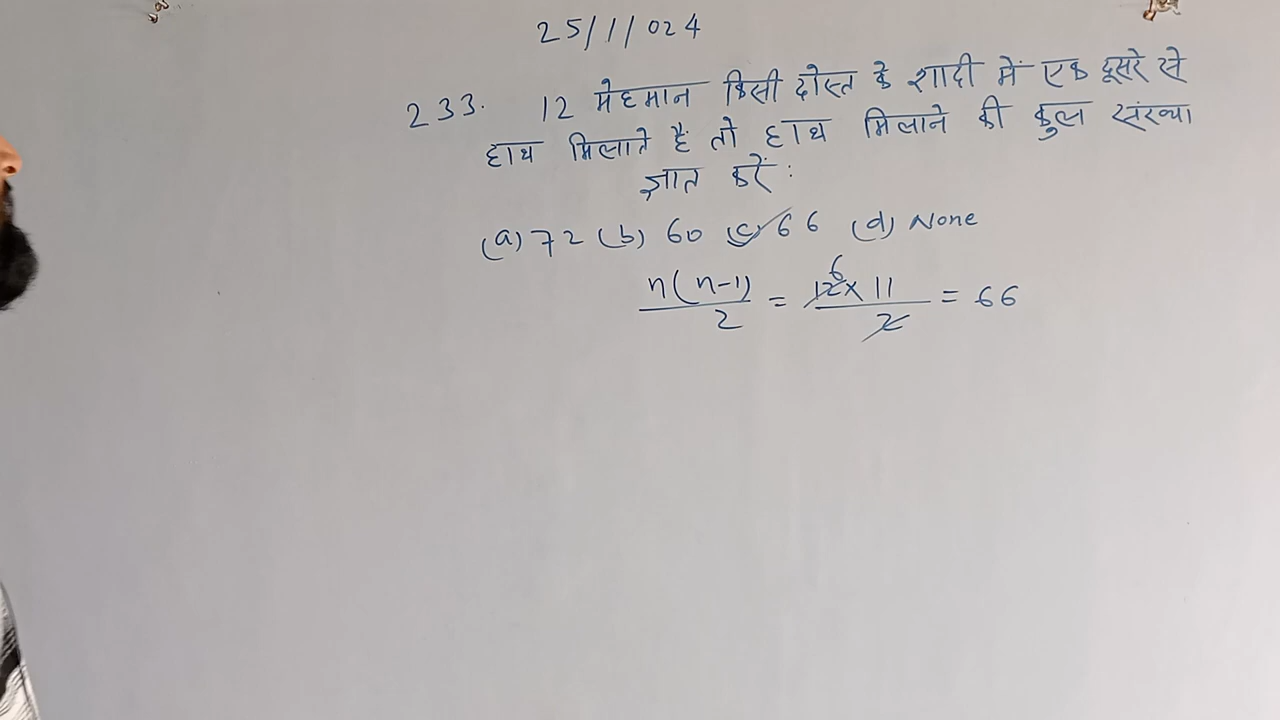 25/1/024
233. 12 मेहमान किसी दोस्त के शादी में एक दूसरे से
हाथ मिलाते हैं तो हाथ मिलाने की कुल संख्या
ज्ञात करें:
(a) 72 (b) 60 (c) 66 (d) None
n(n-1)/2 = 12 6 × 11/2 = 66